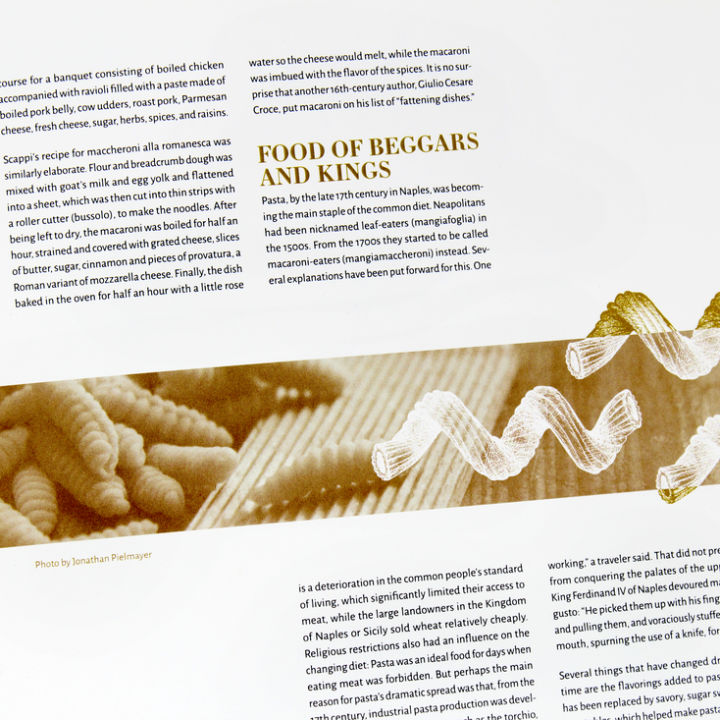 course for a banquet consisting of boiled chicken
accompanied with ravioli filled with a paste made of
boiled pork belly, cow udders, roast pork, Parmesan
cheese, fresh cheese, sugar, herbs, spices, and raisins.
Scappi's recipe for maccheroni alla romanesca was
similarly elaborate. Flour and breadcrumb dough was
mixed with goat's milk and egg yolk and flattened
into a sheet, which was then cut into thin strips with
a roller cutter (bussolo), to make the noodles. After
being left to dry, the macaroni was boiled for half an
hour, strained and covered with grated cheese, slices
of butter, sugar, cinnamon and pieces of provatura, a
Roman variant of mozzarella cheese. Finally, the dish
baked in the oven for half an hour with a little rose
water so the cheese would melt, while the macaroni
was imbued with the flavor of the spices. It is no sur-
prise that another 16th-century author, Giulio Cesare
Croce, put macaroni on his list of "fattening dishes."
FOOD OF BEGGARS
AND KINGS
Pasta, by the late 17th century in Naples, was becom-
ing the main staple of the common diet. Neapolitans
had been nicknamed leaf-eaters (mangiafoglia) in
the 1500s. From the 1700s they started to be called
macaroni-eaters (mangiamaccheroni) instead. Sev-
eral explanations have been put forward for this. One
Photo by Jonathan Pielmayer
is a deterioration in the common people's standard
of living, which significantly limited their access to
meat, while the large landowners in the Kingdom
of Naples or Sicily sold wheat relatively cheaply.
Religious restrictions also had an influence on the
changing diet: Pasta was an ideal food for days when
eating meat was forbidden. But perhaps the main
reason for pasta's dramatic spread was that, from the
17th century, industrial pasta production was devel-
as the torchio,
working," a traveler said. That did not
from conquering the palates of the
King Ferdinand IV of Naples devoured
gusto: "He picked them up with his
and pulling them, and voraciously
mouth, spurning the use of a knife,
Several things that have changed
time are the flavorings added to
has been replaced by savory, sugar
which helped make pasta